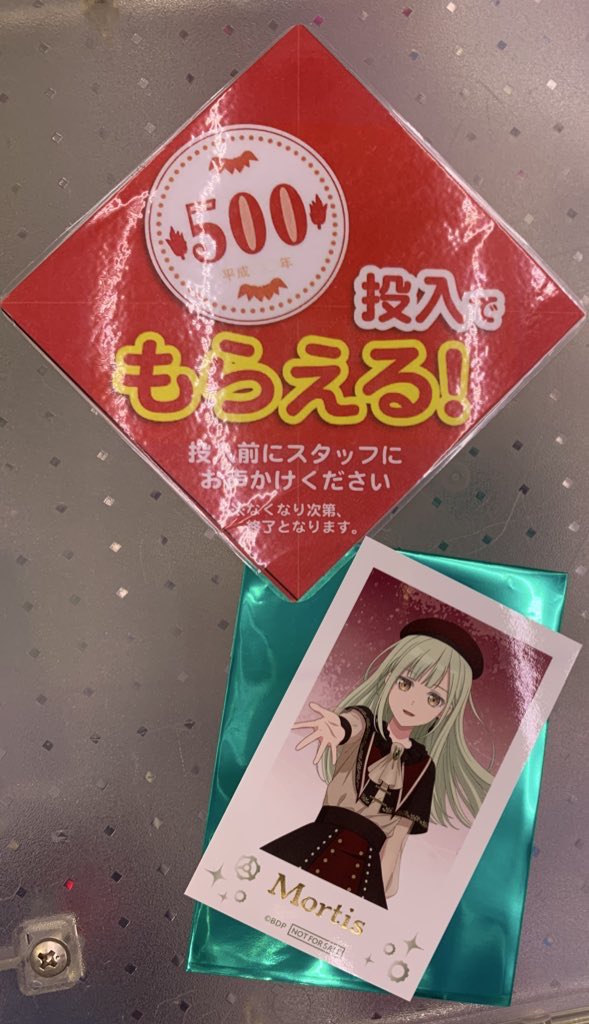 500
平成 年
投入で
もらえる!
投入前にスタッフに
お声かけください
なくなり次第、
終了となります。
Mortis
©BDP NOT FOR SALE